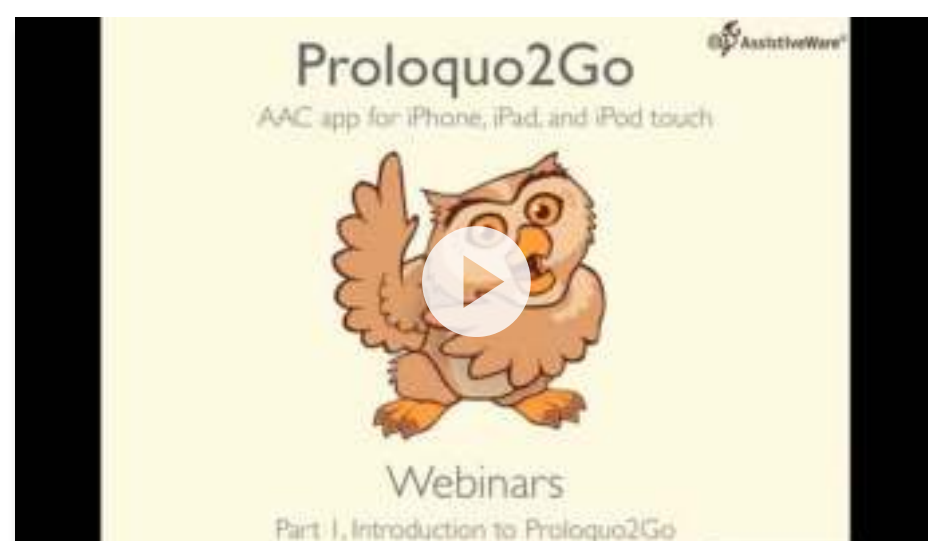 AssistiveWare®
Proloquo2Go
AAC app for iPhone, iPad, and iPod touch
Webinars
Part 1, Introduction to Proloquo2Go